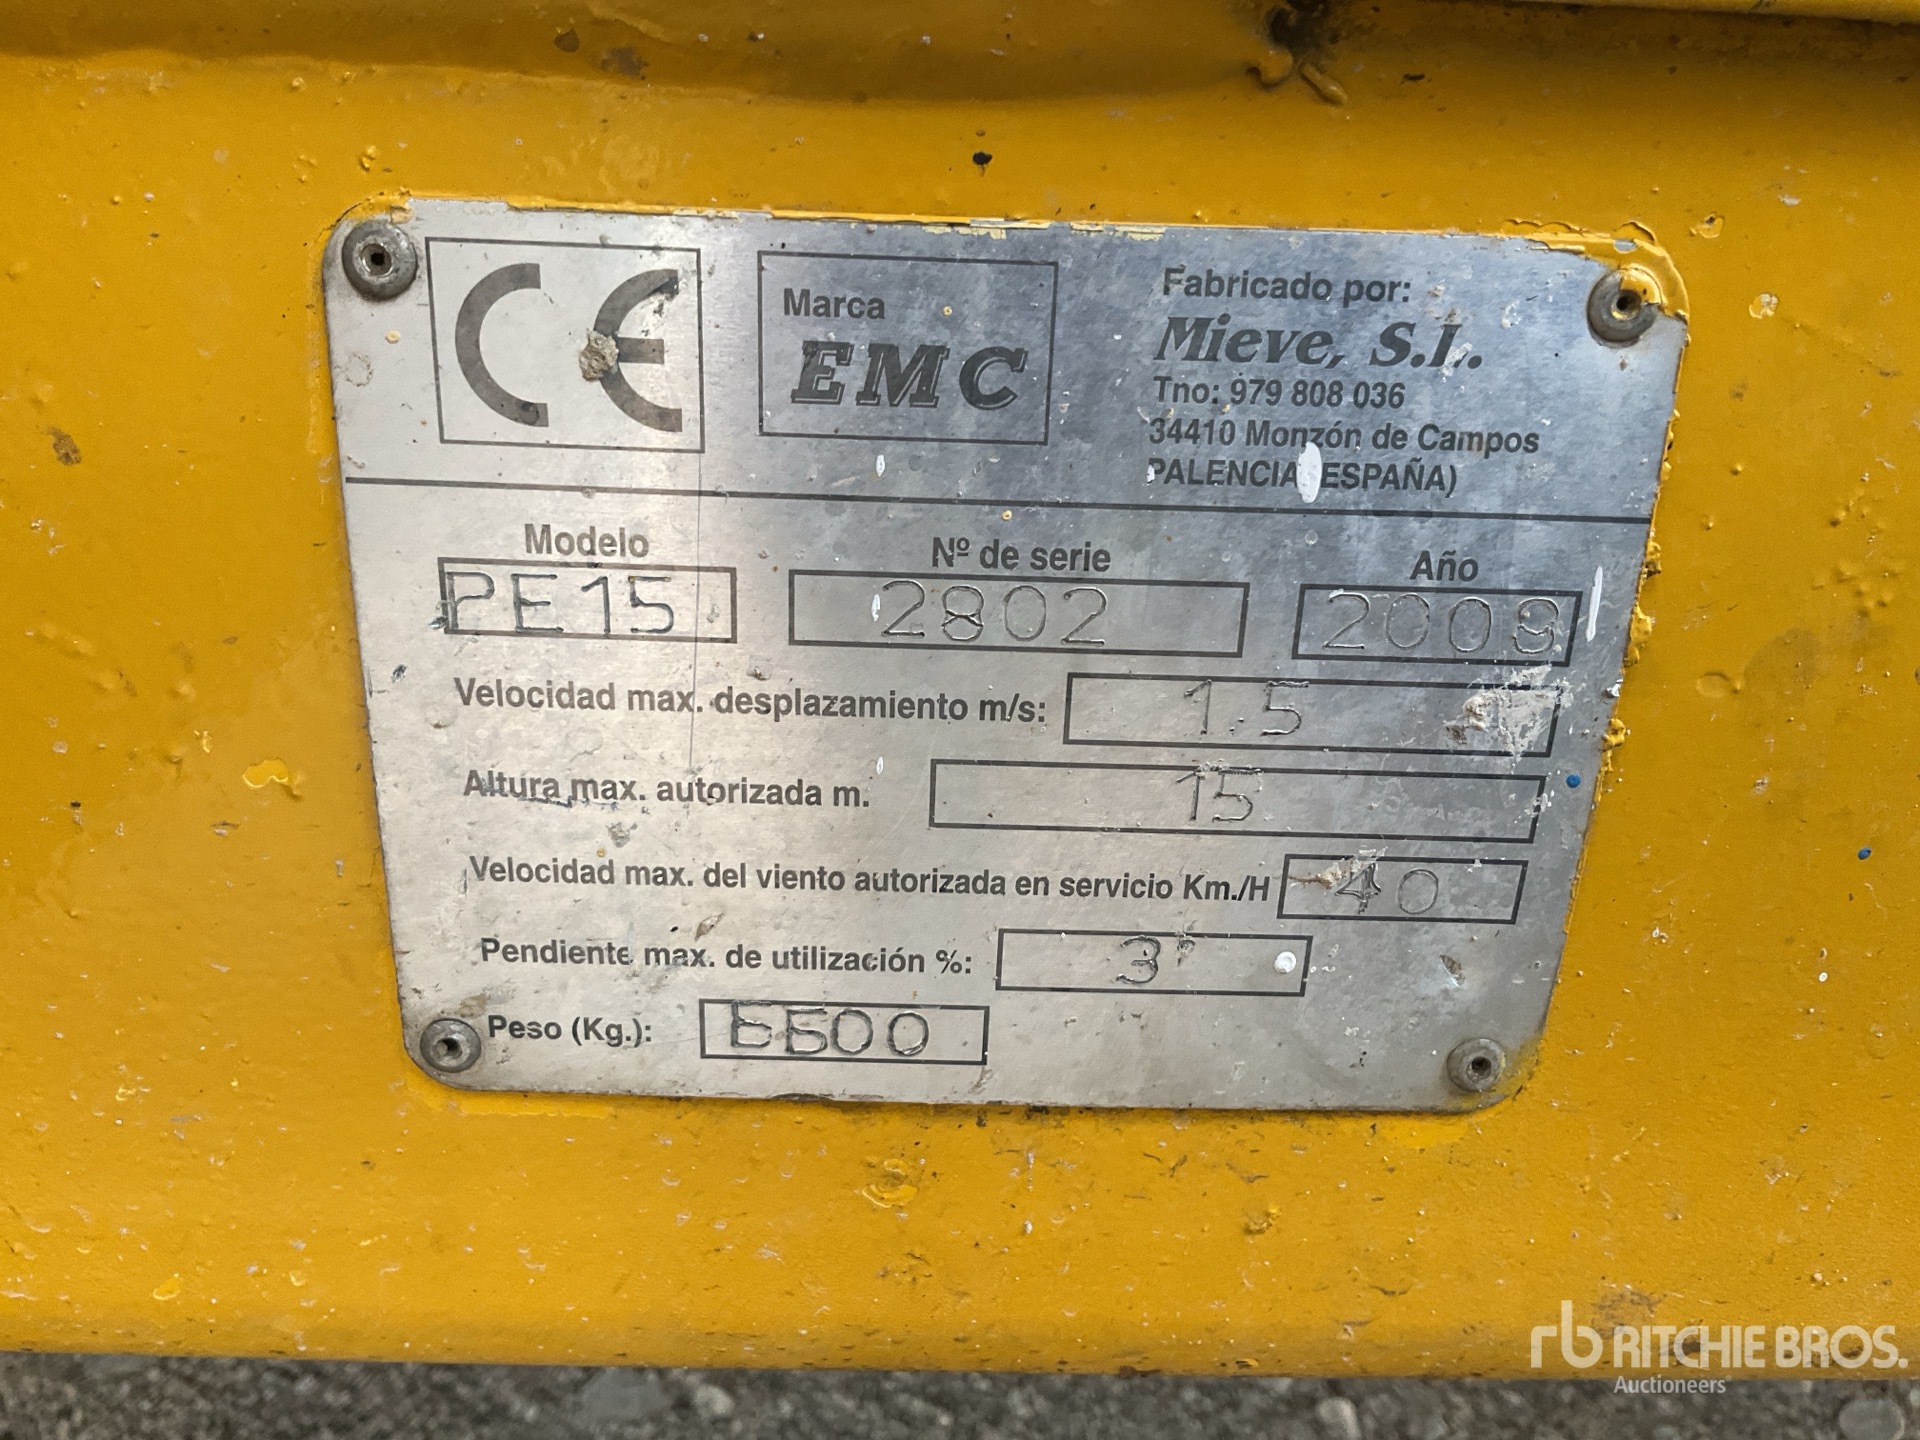 CE
Marca
EMC
Fabricado por:
Mieve, S.L.
Tno: 979 808 036
34410 Monzón de Campos
PALENCIA (ESPAÑA)
Modelo
PE15
Nº de serie
2802
Año
2008
Velocidad max. desplazamiento m/s:
1.5
Altura max. autorizada m.
15
Velocidad max. del viento autorizada en servicio Km./H
40
Pendiente max. de utilización %:
3
Peso (Kg.):
rb RITCHIE BROS.
Auctioneers